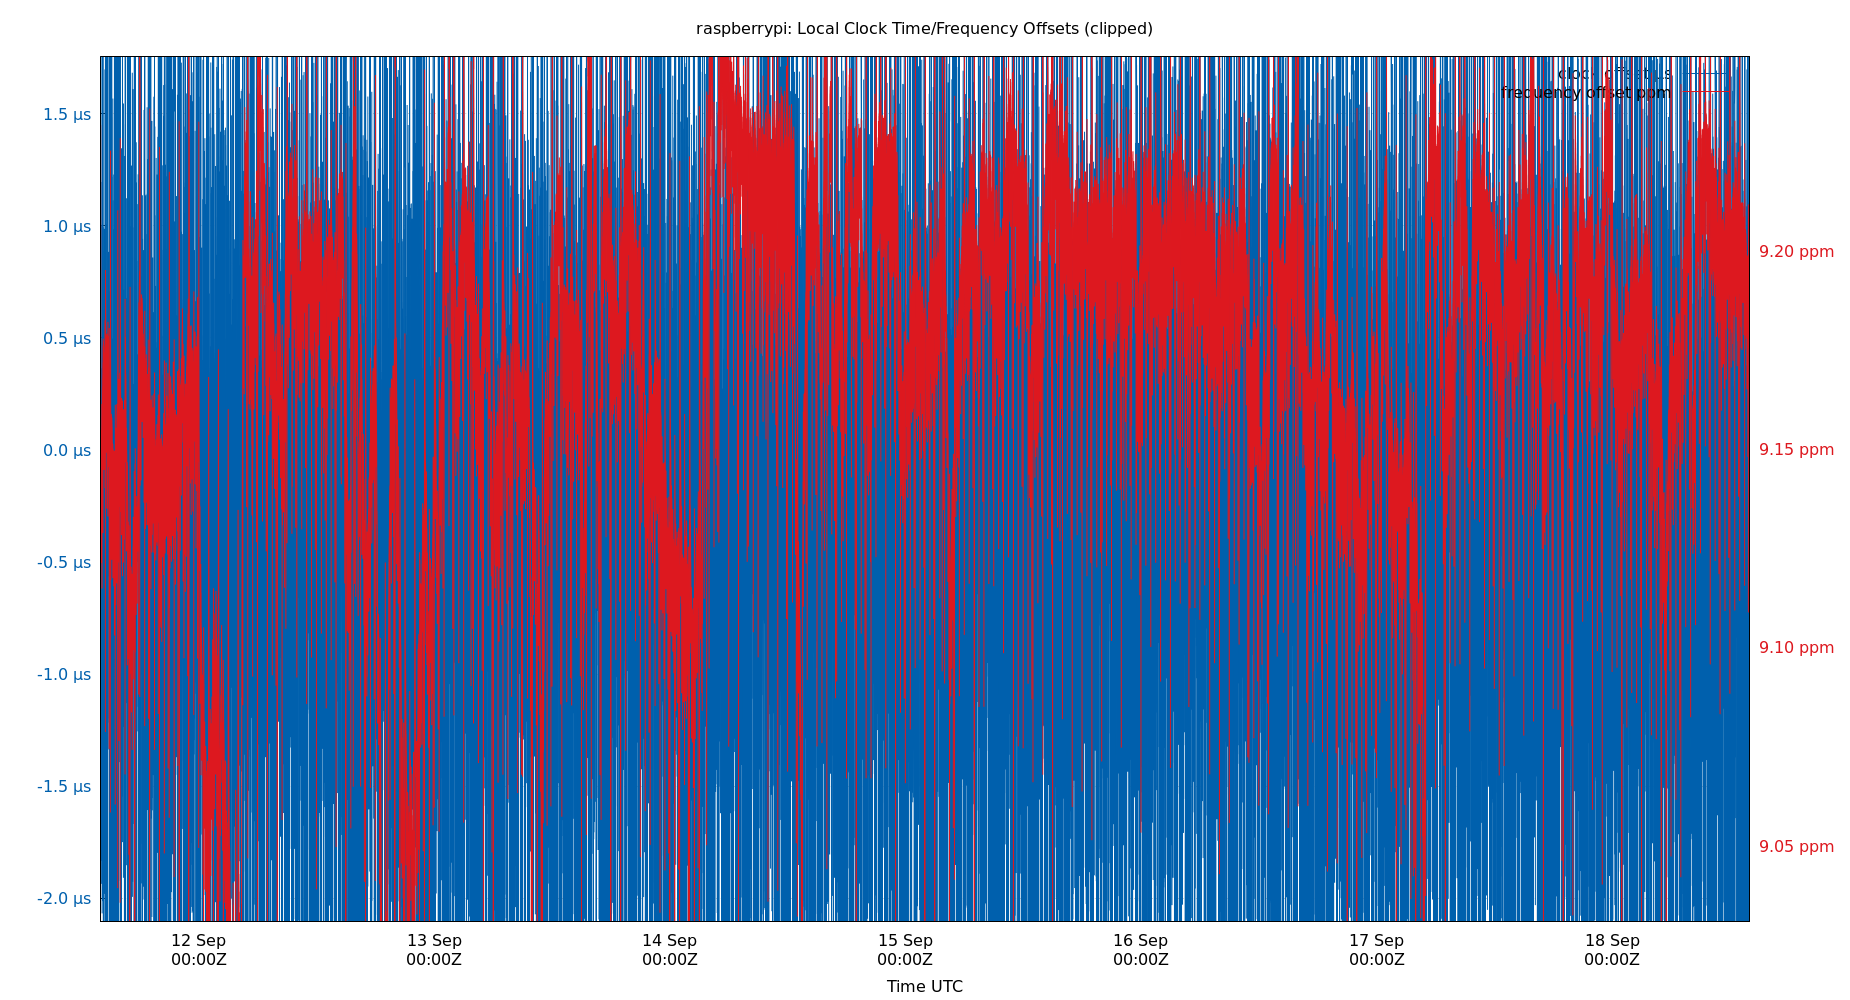 raspberrypi: Local Clock Time/Frequency Offsets (clipped)
clock offset µs
frequency offset ppm
1.5 µs
1.0 µs
0.5 µs
0.0 µs
-0.5 µs
-1.0 µs
-1.5 µs
-2.0 µs
9.20 ppm
9.15 ppm
9.10 ppm
9.05 ppm
12 Sep
00:00Z
13 Sep
00:00Z
14 Sep
00:00Z
15 Sep
00:00Z
16 Sep
00:00Z
17 Sep
00:00Z
18 Sep
00:00Z
Time UTC